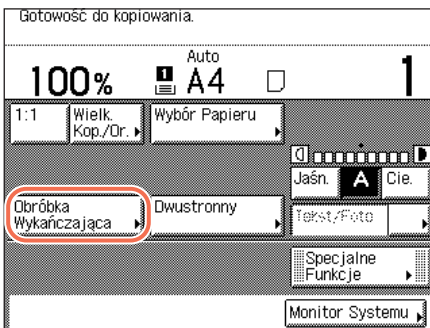 Gotowość do kopiowania.
Auto
100% 1 A4 1
1:1 Wielk. Kop./Or. Wybór Papieru
Jaśn. A Cie.
Obróbka Wykańczająca Dwustronny Tekst/Foto
Specjalne Funkcje
Monitor Systemu